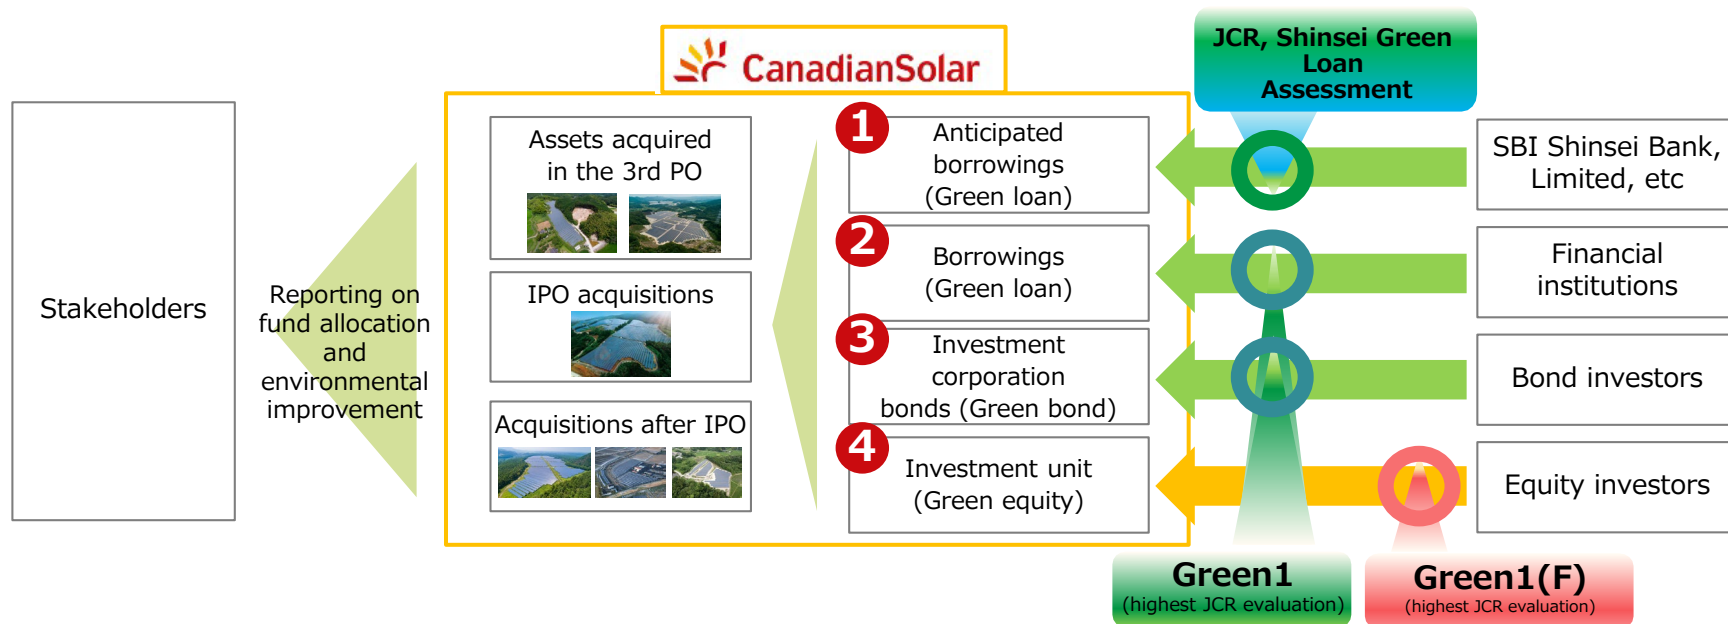 CanadianSolar
JCR, Shinsei Green
Loan
Assessment
Stakeholders
Reporting on
fund allocation
and
environmental
improvement
Assets acquired
in the 3rd PO
IPO acquisitions
Acquisitions after IPO
1
Anticipated
borrowings
(Green loan)
2
Borrowings
(Green loan)
3
Investment
corporation
bonds (Green bond)
4
Investment unit
(Green equity)
SBI Shinsei Bank,
Limited, etc
Financial
institutions
Bond investors
Equity investors
Green1
(highest JCR evaluation)
Green1(F)
(highest JCR evaluation)